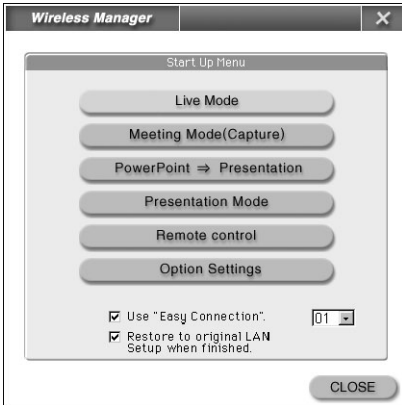 Wireless Manager
Start Up Menu
Live Mode
Meeting Mode(Capture)
PowerPoint ⇒ Presentation
Presentation Mode
Remote control
Option Settings
Use "Easy Connection". 01
Restore to original LAN
Setup when finished.
CLOSE